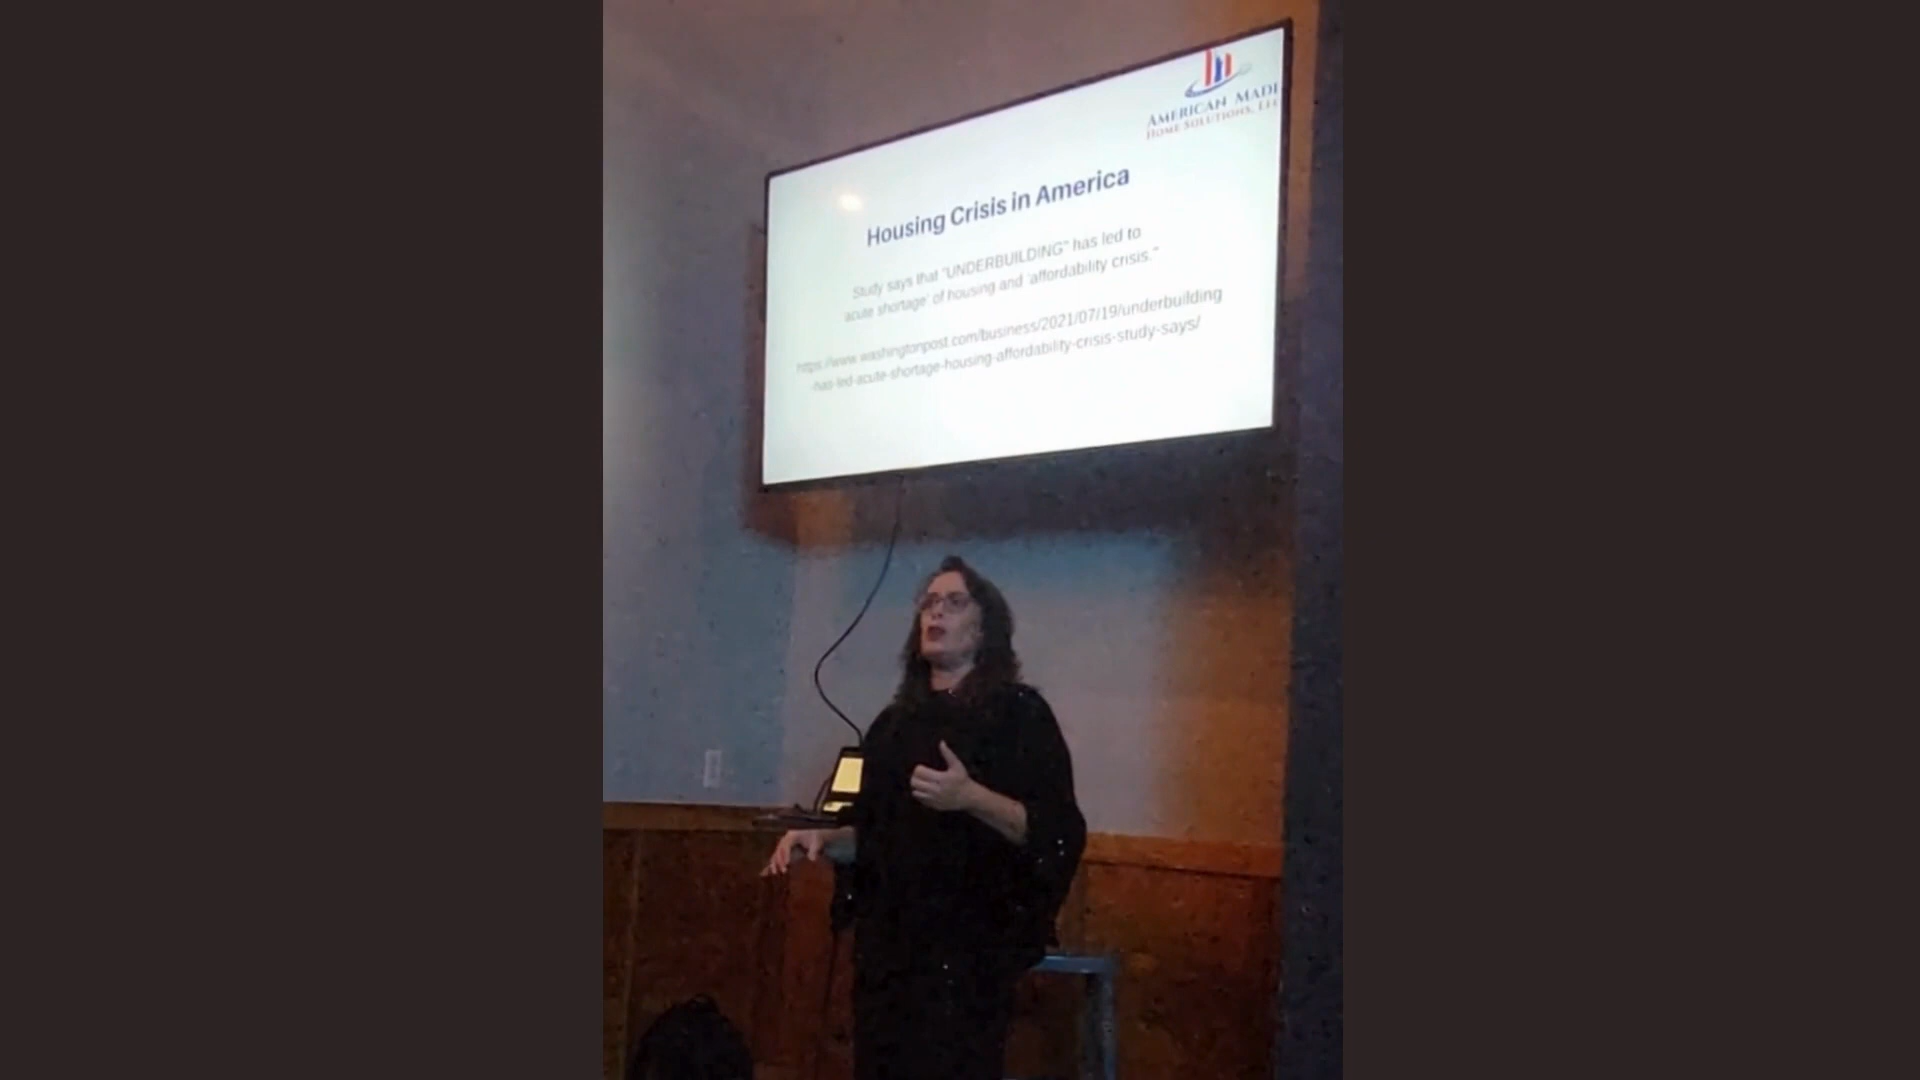 AMERICAN MADE
HOME SOLUTIONS, LLC
Housing Crisis in America
Study says that "UNDERBUILDING" has led to
acute shortage' of housing and 'affordability crisis."
https://www.washingtonpost.com/business/2021/07/19/underbuilding
-has-led-acute-shortage-housing-affordability-crisis-study-says/